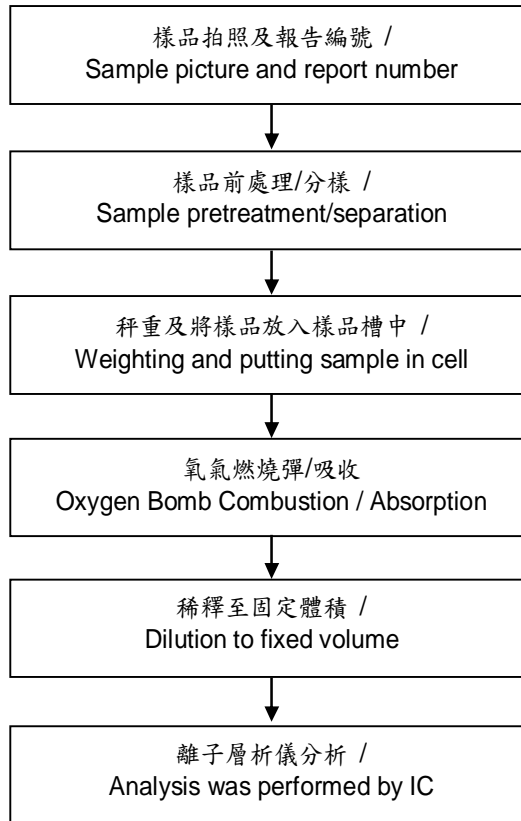 樣品拍照及報告編號 /
Sample picture and report number
樣品前處理/分樣 /
Sample pretreatment/separation
秤重及將樣品放入樣品槽中 /
Weighting and putting sample in cell
氧氣燃燒彈/吸收
Oxygen Bomb Combustion / Absorption
稀釋至固定體積 /
Dilution to fixed volume
離子層析儀分析 /
Analysis was performed by IC